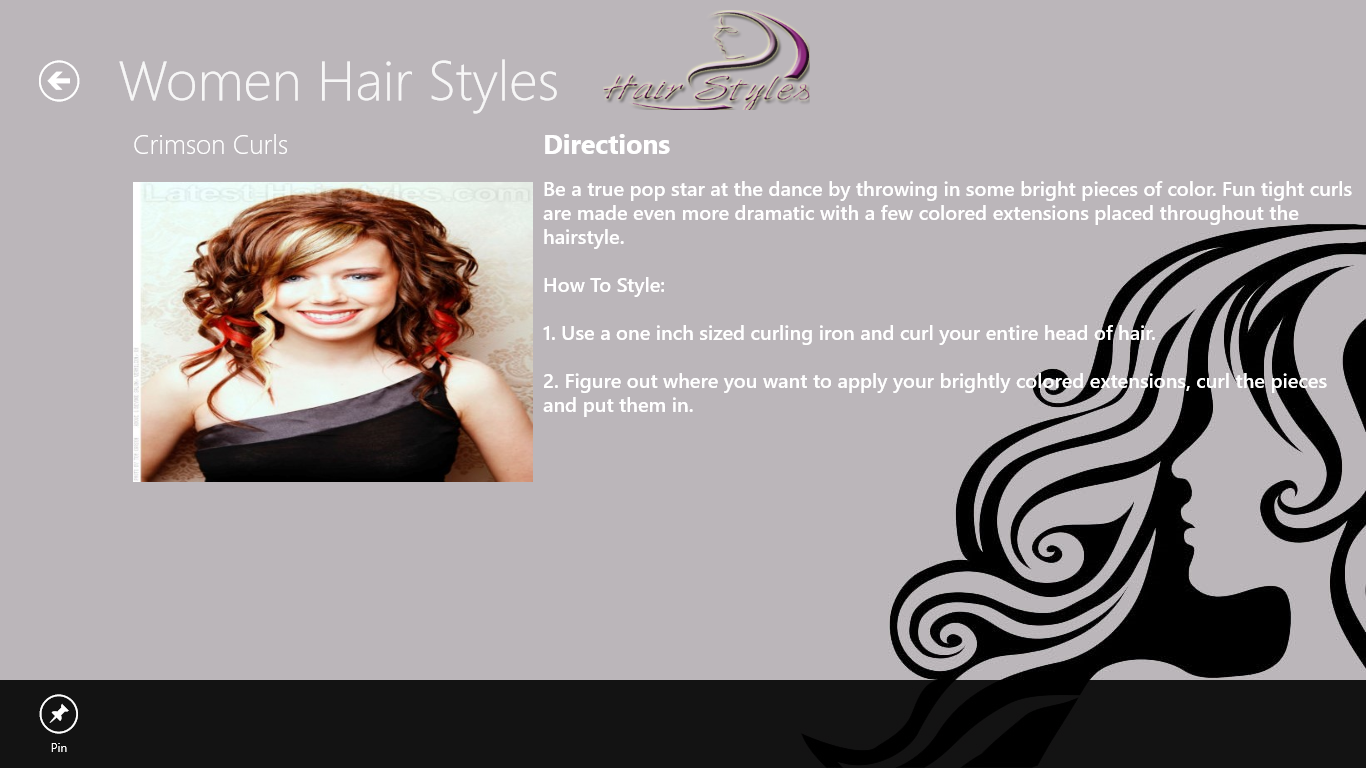 Women Hair Styles
Hair Styles
Crimson Curls
Latest-Hairstyles.com
Directions
Be a true pop star at the dance by throwing in some bright pieces of color. Fun tight curls
are made even more dramatic with a few colored extensions placed throughout the
hairstyle.
How To Style:
1. Use a one inch sized curling iron and curl your entire head of hair.
2. Figure out where you want to apply your brightly colored extensions, curl the pieces
and put them in.
Pin